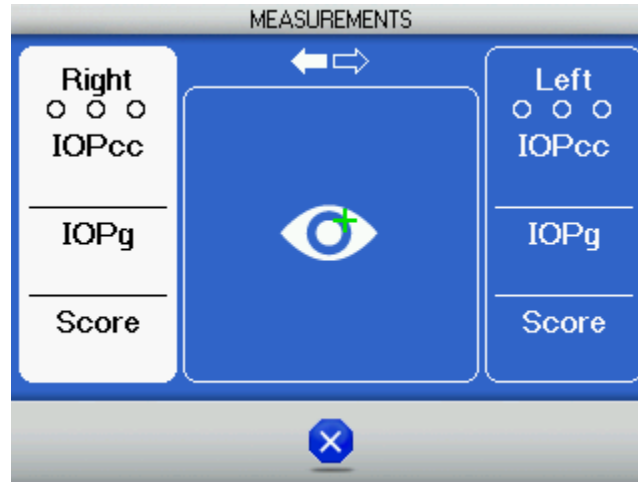 MEASUREMENTS
Right
IOPcc
IOPg
Score
Left
IOPcc
IOPg
Score